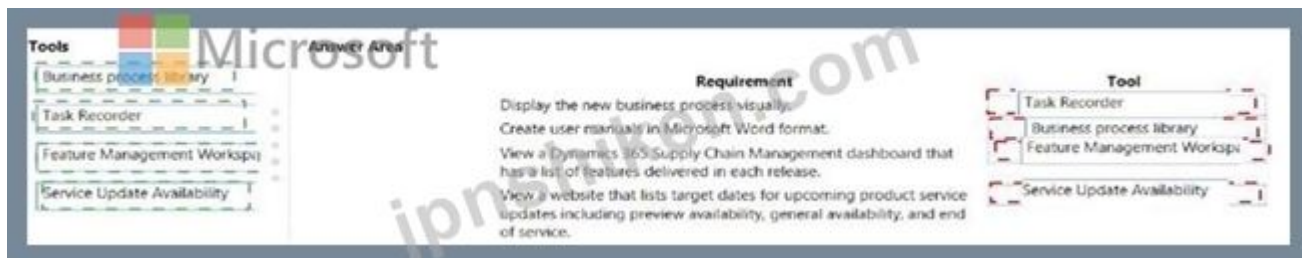 Microsoft
Tools
Answer Area
Business process library
Task Recorder
Feature Management Workspa
Service Update Availability
Requirement
Tool
Display the new business process visually.
Task Recorder
Create user manuals in Microsoft Word format.
Business process library
View a Dynamics 365 Supply Chain Management dashboard that
has a list of features delivered in each release.
Feature Management Workspa
View a website that lists target dates for upcoming product service
updates including preview availability, general availability, and end
of service.
Service Update Availability
jpnshiken.com